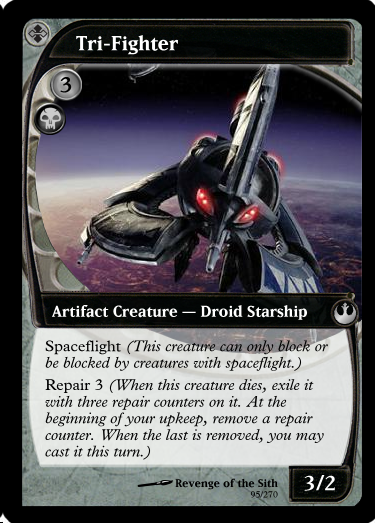 Tri-Fighter
3
Artifact Creature — Droid Starship
Spaceflight (This creature can only block or
be blocked by creatures with spaceflight.)
Repair 3 (When this creature dies, exile it
with three repair counters on it. At the
beginning of your upkeep, remove a repair
counter. When the last is removed, you may
cast it this turn.)
Revenge of the Sith
95/270
3/2